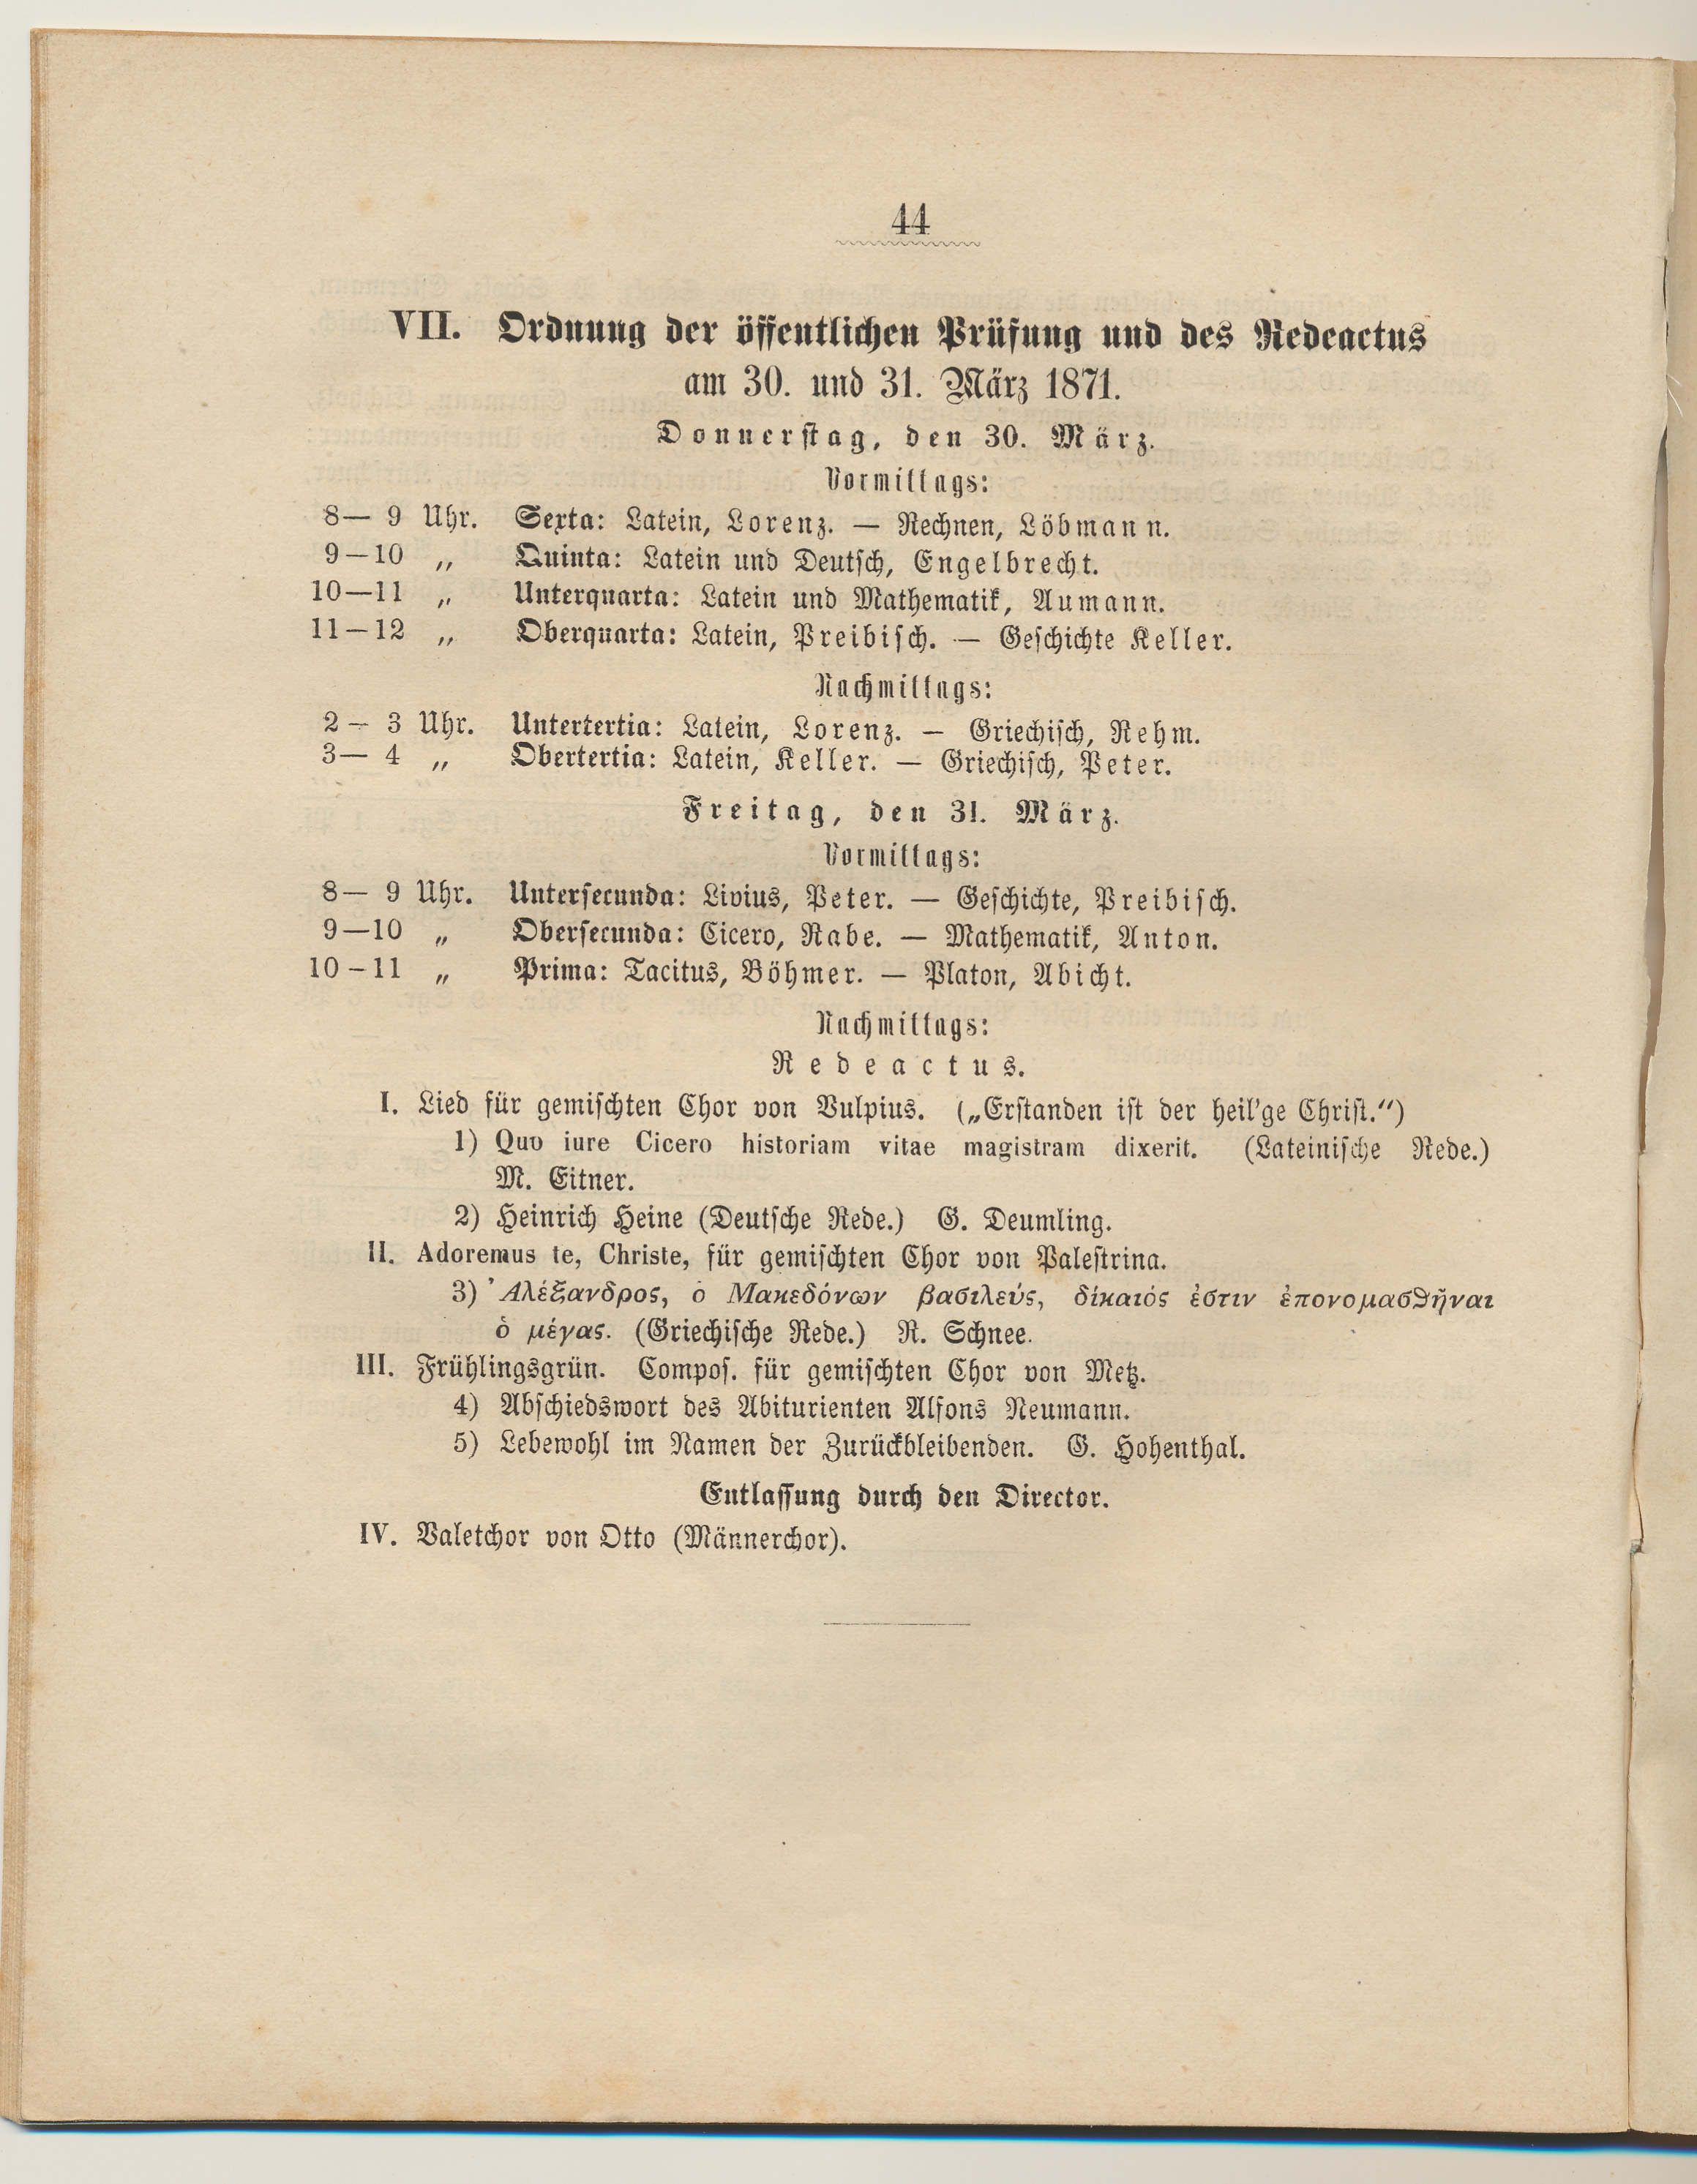 44
VII. Ordnung der öffentlichen Prüfung und des Redeactus
am 30. und 31. März 1871.
Donnerstag, den 30. März.
Vormittags:
8— 9 Uhr. Sexta: Latein, Lorenz. — Rechnen, Löbmann.
9—10 „ Quinta: Latein und Deutsch, Engelbrecht.
10—11 „ Unterquarta: Latein und Mathematik, Aumann.
11—12 „ Oberquarta: Latein, Preibisch. — Geschichte Keller.
Nachmittags:
2— 3 Uhr. Untertertia: Latein, Lorenz. — Griechisch, Rehm.
3— 4 „ Obertertia: Latein, Keller. — Griechisch, Peter.
Freitag, den 31. März.
Vormittags:
8— 9 Uhr. Untersecunda: Livius, Peter. — Geschichte, Preibisch.
9—10 „ Obersecunda: Cicero, Rabe. — Mathematik, Anton.
10—11 „ Prima: Tacitus, Böhmer. — Platon, Abicht.
Nachmittags:
Redeactus.
I. Lied für gemischten Chor von Vulpius. („Erstanden ist der heil'ge Christ.“)
1) Quo iure Cicero historiam vitae magistram dixerit. (Lateinische Rede.)
M. Eitner.
2) Heinrich Heine (Deutsche Rede.) G. Deumling.
II. Adoremus te, Christe, für gemischten Chor von Palestrina.
3) Ἀλέξανδρος, ὁ Μακεδόνων βασιλεύς, δίκαιός ἐστιν ἐπονομασθῆναι
ὁ μέγας. (Griechische Rede.) R. Schnee.
III. Frühlingsgrün. Compos. für gemischten Chor von Metz.
4) Abschiedswort des Abiturienten Alfons Neumann.
5) Lebewohl im Namen der Zurückbleibenden. G. Hohenthal.
Entlassung durch den Director.
IV. Valetchor von Otto (Männerchor).